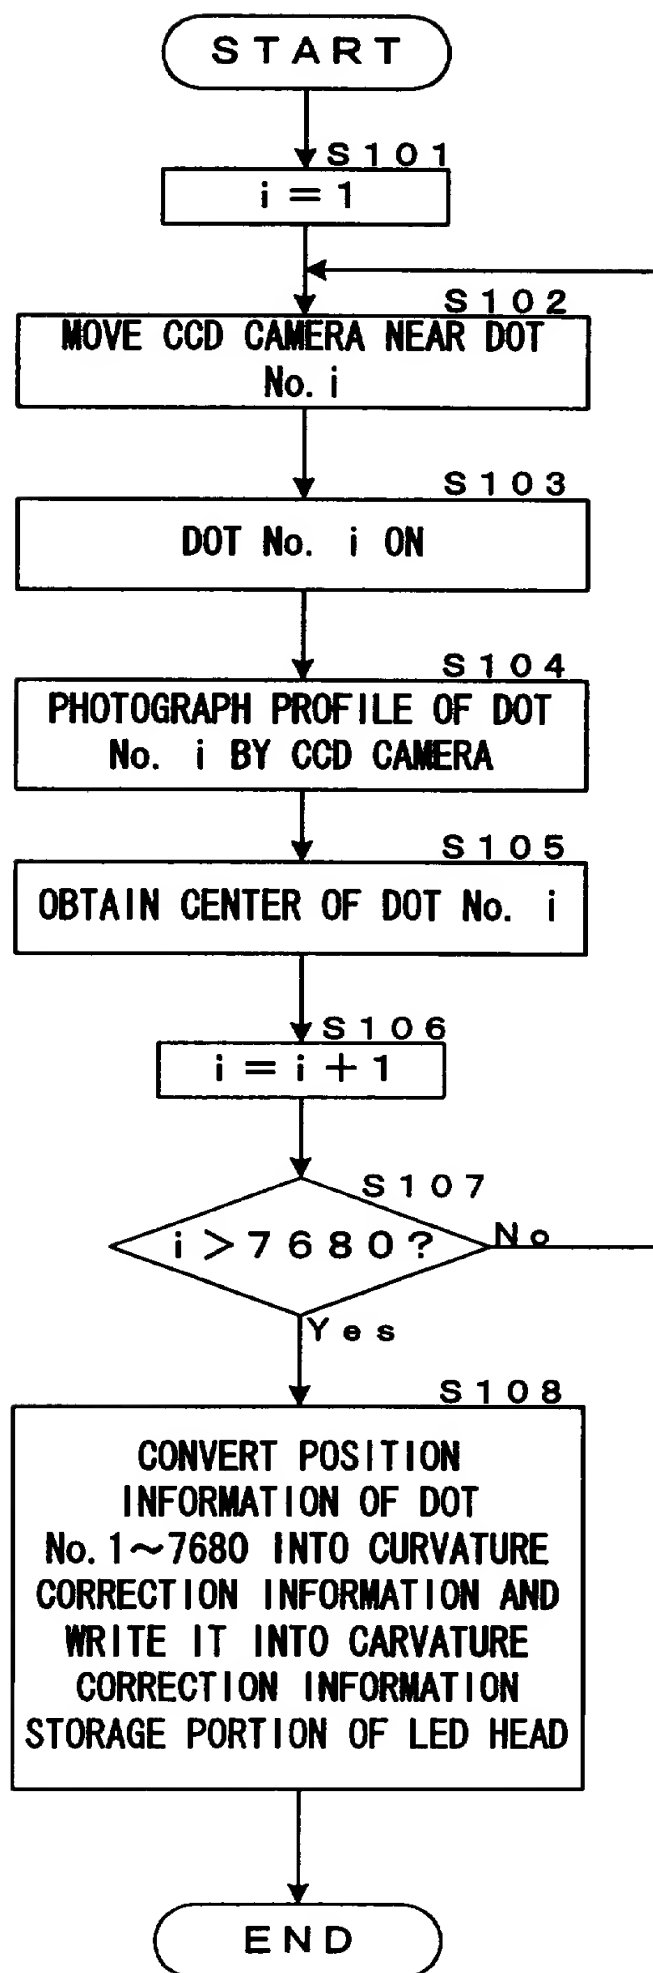 START
S101
i=1
S102
MOVE CCD CAMERA NEAR DOT
No. i
S103
DOT No. i ON
S104
PHOTOGRAPH PROFILE OF DOT
No. i BY CCD CAMERA
S105
OBTAIN CENTER OF DOT No. i
S106
i=i+1
S107
i>7680?
No
Yes
S108
CONVERT POSITION
INFORMATION OF DOT
No.1~7680 INTO CURVATURE
CORRECTION INFORMATION AND
WRITE IT INTO CARVATURE
CORRECTION INFORMATION
STORAGE PORTION OF LED HEAD
END